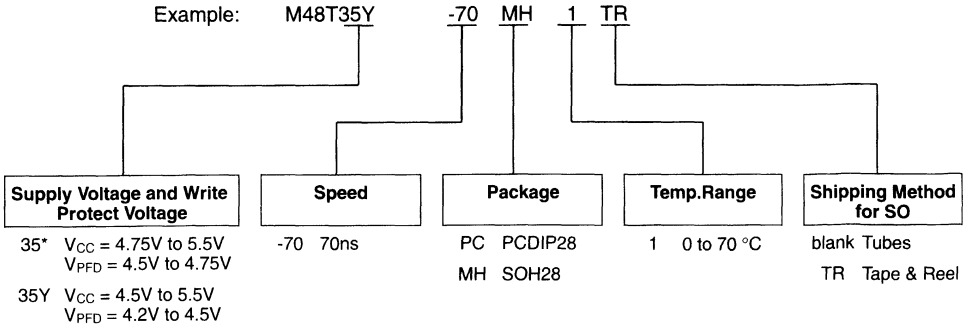 Example: M48T35Y -70 MH 1 TR
Supply Voltage and Write
Protect Voltage
35* VCC = 4.75V to 5.5V
VPFD = 4.5V to 4.75V
35Y VCC = 4.5V to 5.5V
VPFD = 4.2V to 4.5V
Speed
-70 70ns
Package
PC PCDIP28
MH SOH28
Temp.Range
1 0 to 70 °C
Shipping Method
for SO
blank Tubes
TR Tape & Reel